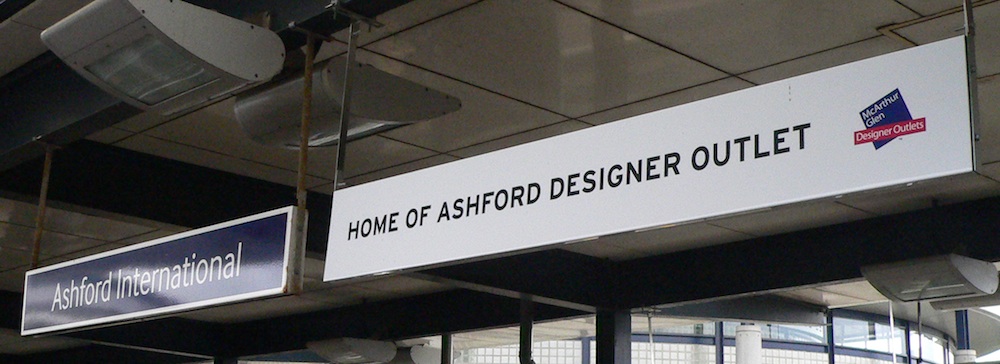 Ashford International
HOME OF ASHFORD DESIGNER OUTLET
McArthur
Glen
Designer Outlets